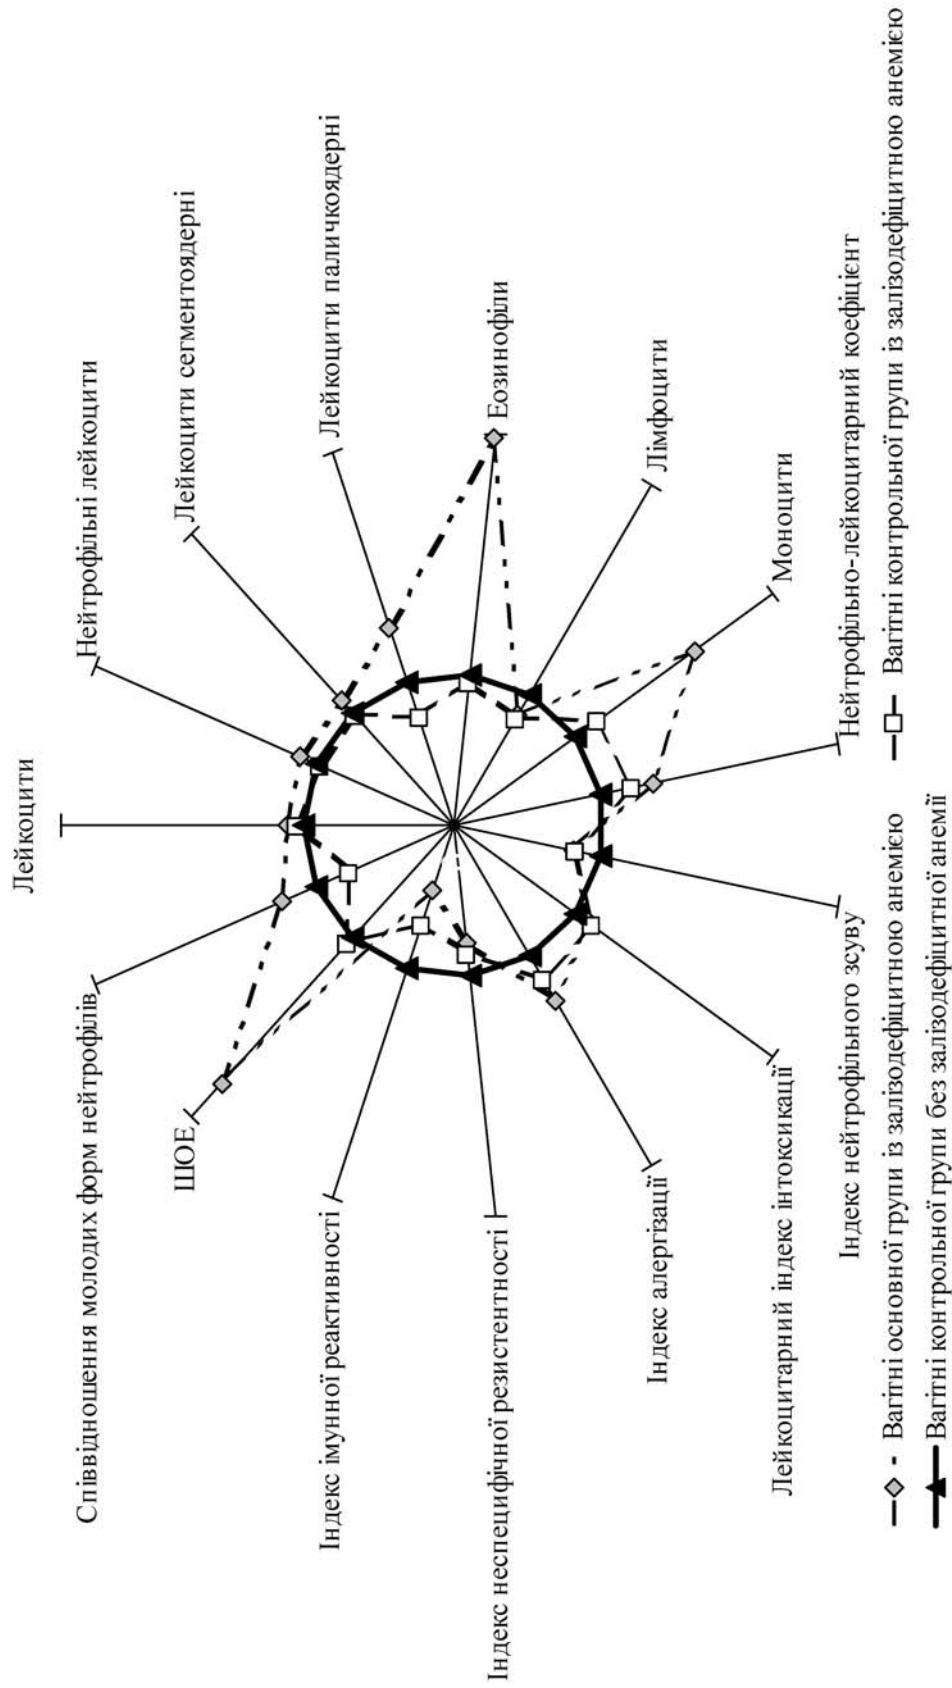 Лейкоцити
Нейтрофільні лейкоцити
Лейкоцити сегментоядерні
Лейкоцити паличкоядерні
Еозинофіли
Лімфоцити
Моноцити
Нейтрофільно-лейкоцитарний коефіцієнт
Індекс нейтрофільного зсуву
Лейкоцитарний індекс інтоксикації
Індекс алергізації
Індекс неспецифічної резистентності
Індекс імунної реактивності
ШОЕ
Співвідношення молодих форм нейтрофілів
Вагітні основної групи із залізодефіцитною анемією
Вагітні контрольної групи із залізодефіцитною анемією
Вагітні контрольної групи без залізодефіцитної анемії